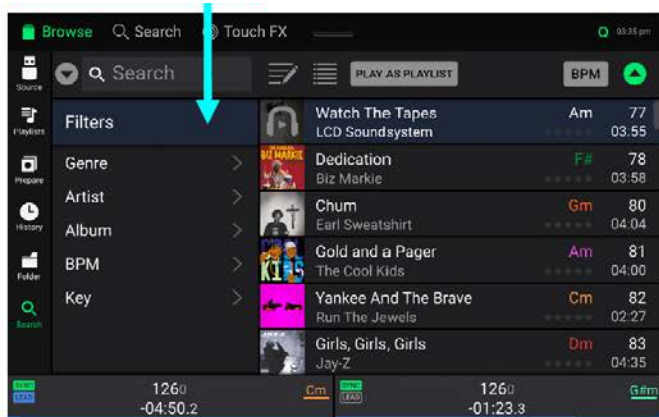 Browse Search Touch FX Q 03:35 pm
Source
Search PLAY AS PLAYLIST BPM
Playlists
Prepare
History
Folder
Search
Filters
Genre
Artist
Album
BPM
Key
Watch The Tapes Am 77
LCD Soundsystem 03:55
Dedication F# 78
Biz Markie 03:58
Chum Gm 80
Earl Sweatshirt 04:04
Gold and a Pager Am 81
The Cool Kids 04:00
Yankee And The Brave Cm 82
Run The Jewels 02:27
Girls, Girls, Girls Dm 83
Jay-Z 04:35
SYNC 1260 Cm SYNC 1260 G#m
LEAD -04:50.2 LEAD -01:23.3